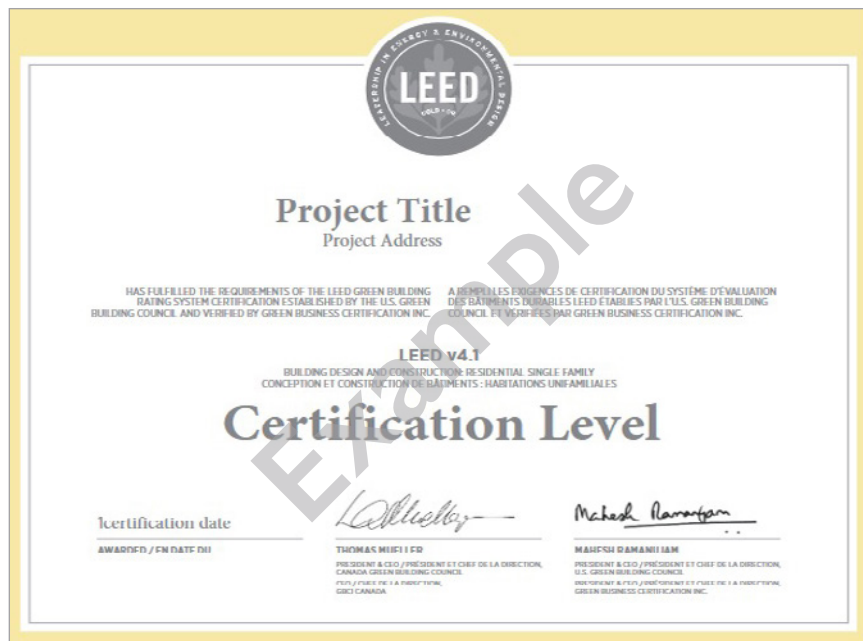 LEADERSHIP IN ENERGY & ENVIRONMENTAL DESIGN
LEED
Project Title
Project Address
HAS FULFILLED THE REQUIREMENTS OF THE LEED GREEN BUILDING
RATING SYSTEM CERTIFICATION ESTABLISHED BY THE U.S. GREEN
BUILDING COUNCIL AND VERIFIED BY GREEN BUSINESS CERTIFICATION INC.
A REMPLI LES EXIGENCES DE CERTIFICATION DU SYSTÈME D'ÉVALUATION
DES BÂTIMENTS DURABLES LEED ÉTABLIES PAR L'U.S. GREEN BUILDING
COUNCIL ET VÉRIFIÉES PAR GREEN BUSINESS CERTIFICATION INC.
LEED v4.1
BUILDING DESIGN AND CONSTRUCTION: RESIDENTIAL SINGLE FAMILY
CONCEPTION ET CONSTRUCTION DE BÂTIMENTS : HABITATIONS UNIFAMILIALES
Certification Level
Example
1certification date
AWARDED / EN DATE DU
THOMAS MUELLER
PRESIDENT & CEO / PRÉSIDENT ET CHEF DE LA DIRECTION,
CANADA GREEN BUILDING COUNCIL
CEO / CHEF DE LA DIRECTION,
GBCI CANADA
Mahesh Ramanujam
MAHESH RAMANUJAM
PRESIDENT & CEO / PRÉSIDENT ET CHEF DE LA DIRECTION,
U.S. GREEN BUILDING COUNCIL
PRESIDENT & CEO / PRÉSIDENT ET CHEF DE LA DIRECTION,
GREEN BUSINESS CERTIFICATION INC.